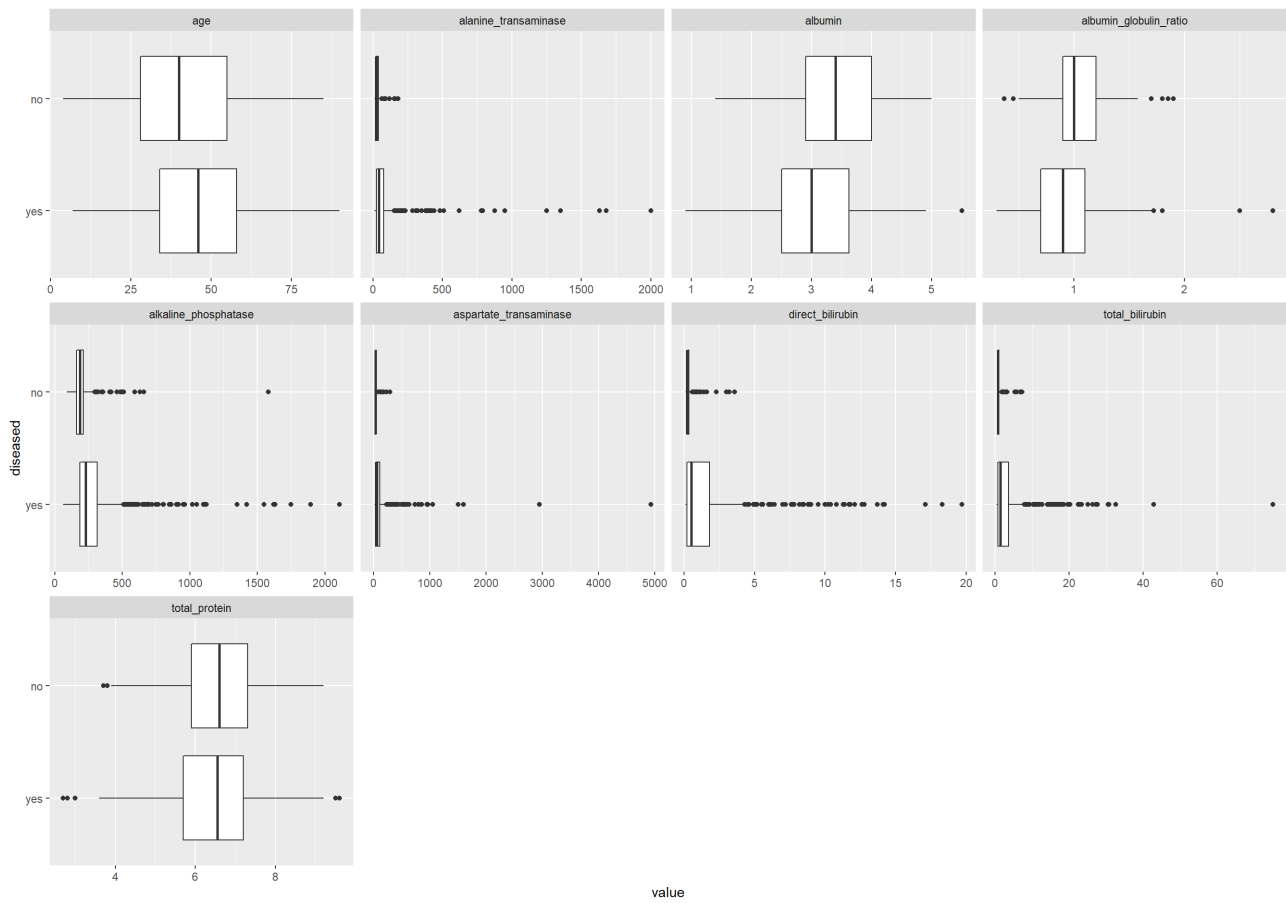 age alanine_transaminase albumin albumin_globulin_ratio
no
yes
0 25 50 75 0 500 1000 1500 2000 1 2 3 4 5 1 2
alkaline_phosphatase aspartate_transaminase direct_bilirubin total_bilirubin
no
diseased
yes
0 500 1000 1500 2000 0 1000 2000 3000 4000 5000 0 5 10 15 20 0 20 40 60
total_protein
no
yes
4 6 8
value